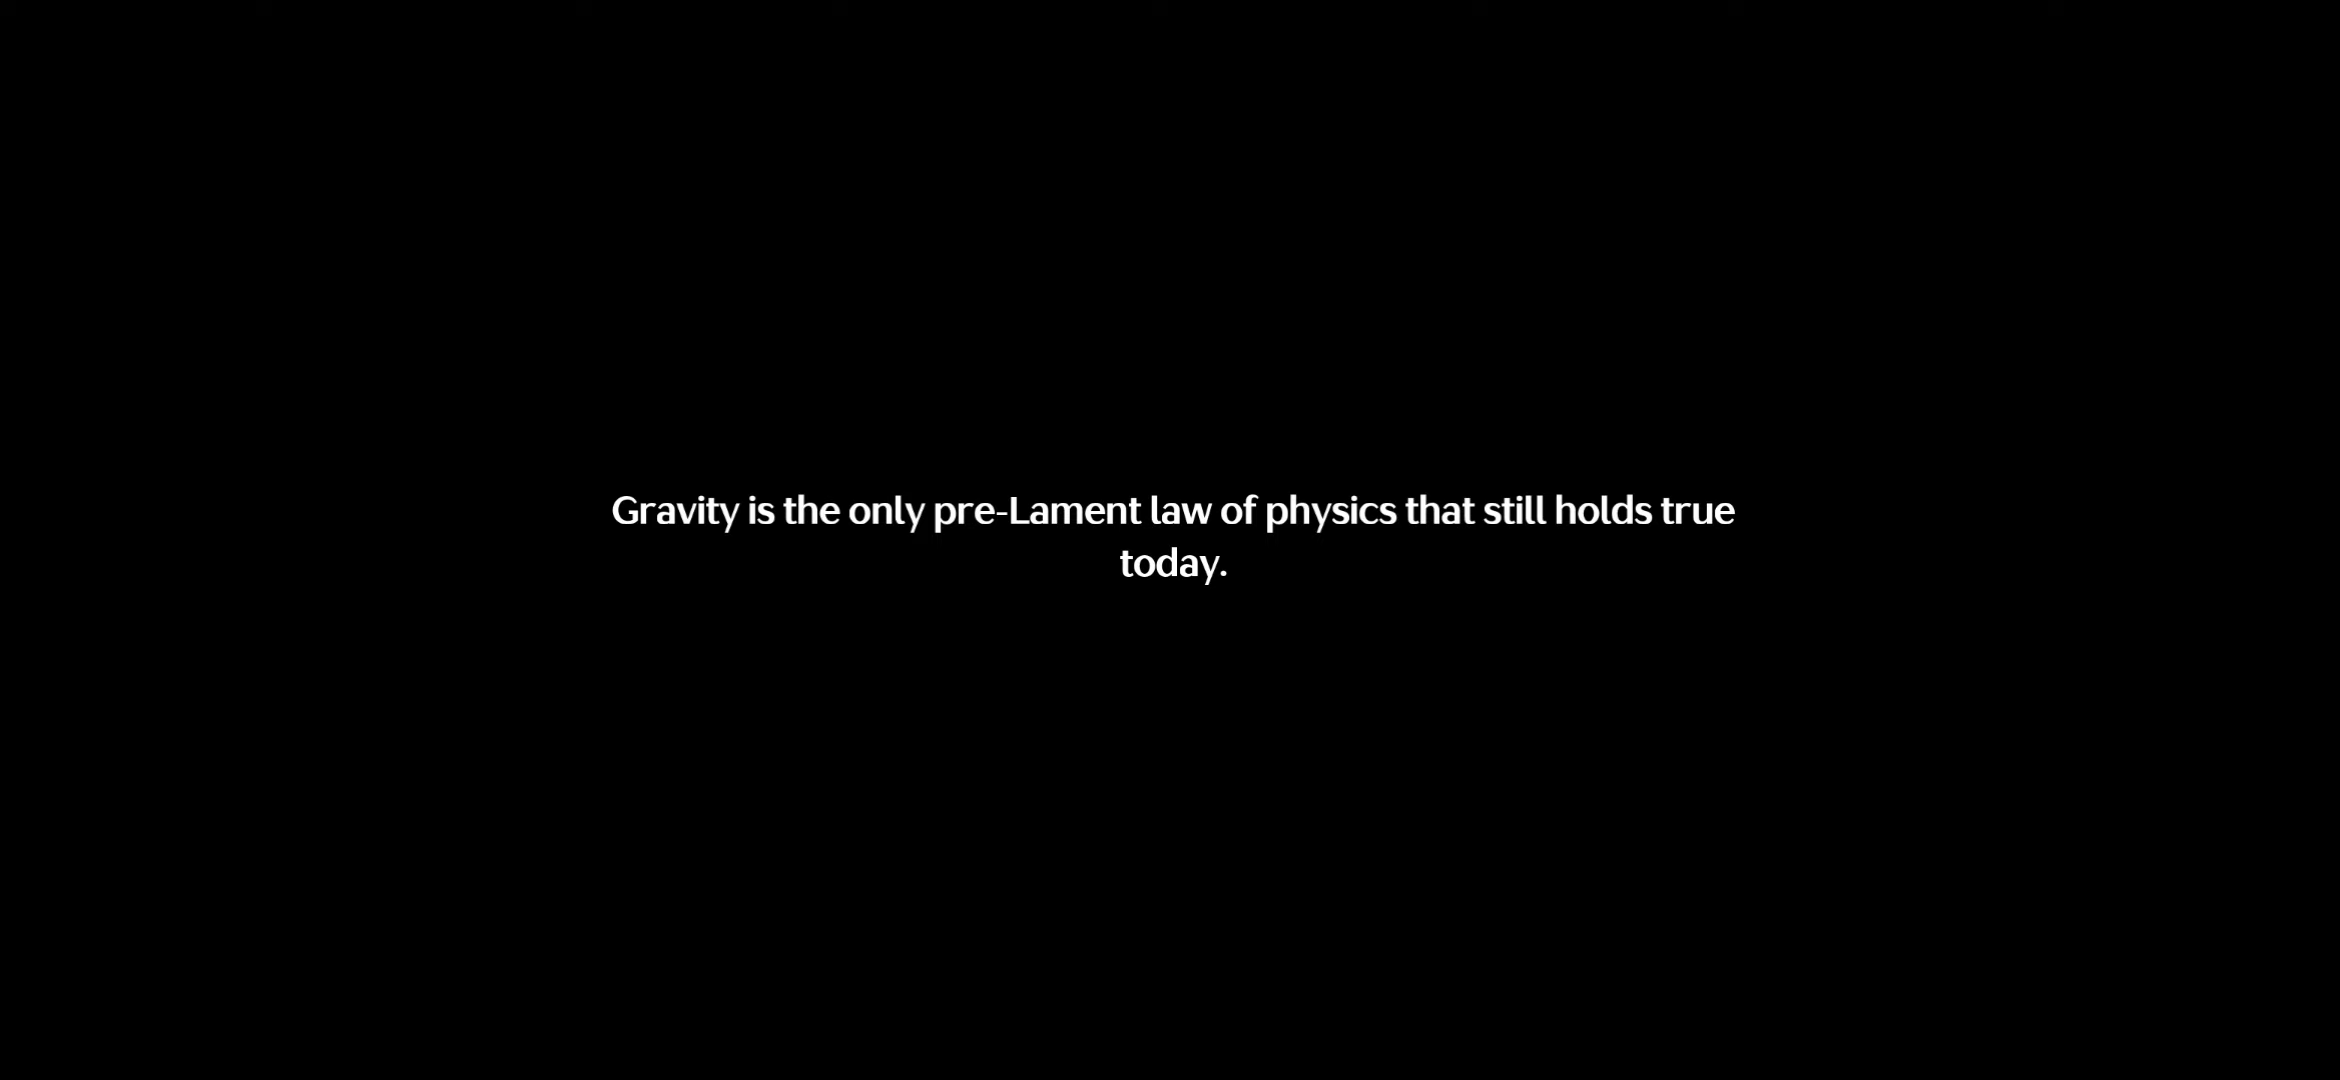 Gravity is the only pre-Lament law of physics that still holds true
today.